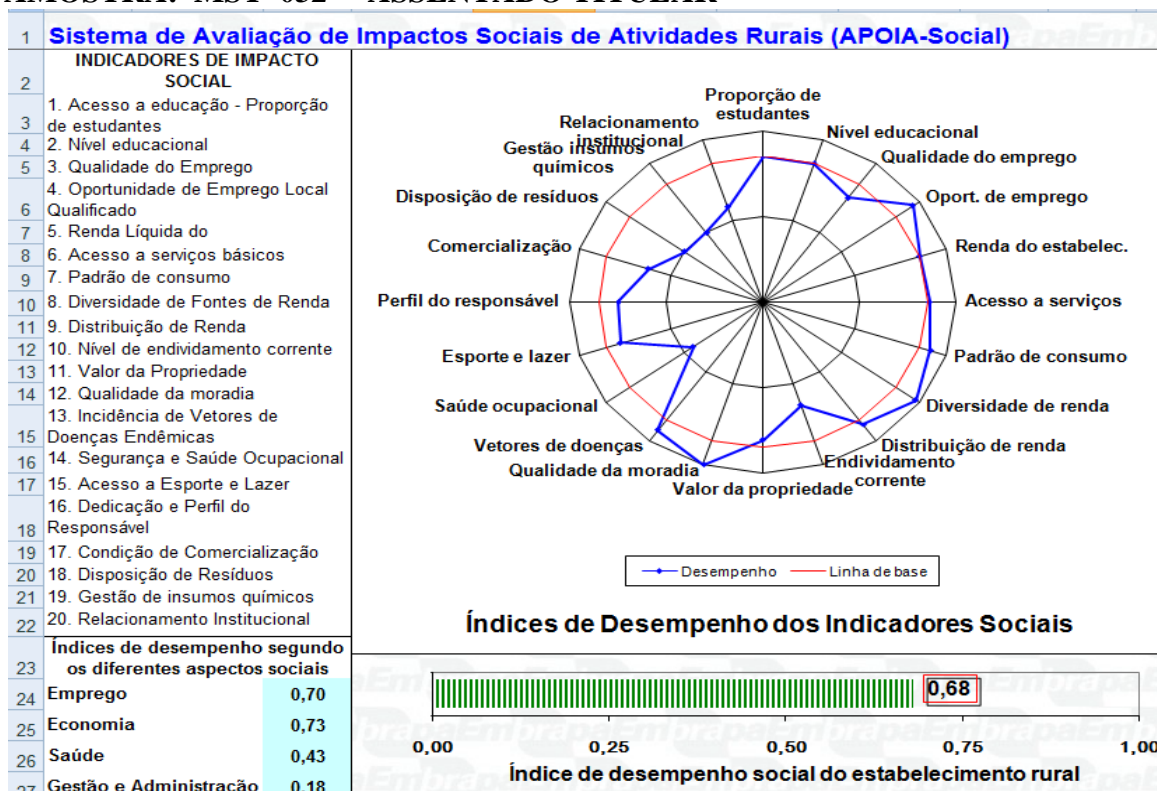 AMOSTRA: MST 032 – ASSENTADO TITULAR
1 Sistema de Avaliação de Impactos Sociais de Atividades Rurais (APOIA-Social)
INDICADORES DE IMPACTO
2 SOCIAL
1. Acesso a educação - Proporção
3 de estudantes
4 2. Nível educacional
5 3. Qualidade do Emprego
4. Oportunidade de Emprego Local
6 Qualificado
7 5. Renda Líquida do
8 6. Acesso a serviços básicos
9 7. Padrão de consumo
10 8. Diversidade de Fontes de Renda
11 9. Distribuição de Renda
12 10. Nível de endividamento corrente
13 11. Valor da Propriedade
14 12. Qualidade da moradia
13. Incidência de Vetores de
15 Doenças Endêmicas
16 14. Segurança e Saúde Ocupacional
17 15. Acesso a Esporte e Lazer
16. Dedicação e Perfil do
18 Responsável
19 17. Condição de Comercialização
20 18. Disposição de Resíduos
21 19. Gestão de insumos químicos
22 20. Relacionamento Institucional
Índices de desempenho segundo
23 os diferentes aspectos sociais
24 Emprego 0,70
25 Economia 0,73
26 Saúde 0,43
27 Gestão e Administração 0,18
Proporção de
estudantes
Nível educacional
Qualidade do emprego
Oport. de emprego
Renda do estabelec.
Acesso a serviços
Padrão de consumo
Diversidade de renda
Distribuição de renda
Endividamento
corrente
Valor da propriedade
Qualidade da moradia
Vetores de doenças
Saúde ocupacional
Esporte e lazer
Perfil do responsável
Comercialização
Disposição de resíduos
Gestão insumos
químicos
Relacionamento
institucional
Desempenho Linha de base
Índices de Desempenho dos Indicadores Sociais
0,68
0,00 0,25 0,50 0,75 1,00
Índice de desempenho social do estabelecimento rural